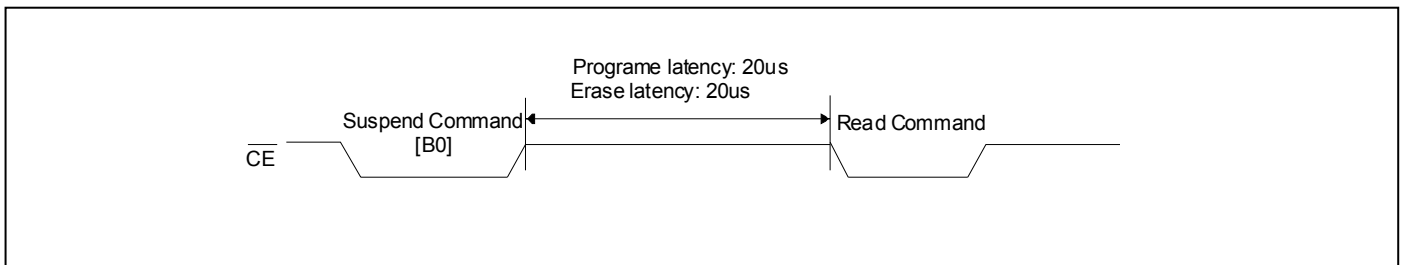 Programe latency: 20us
Erase latency: 20us
Suspend Command
[B0]
Read Command
CE